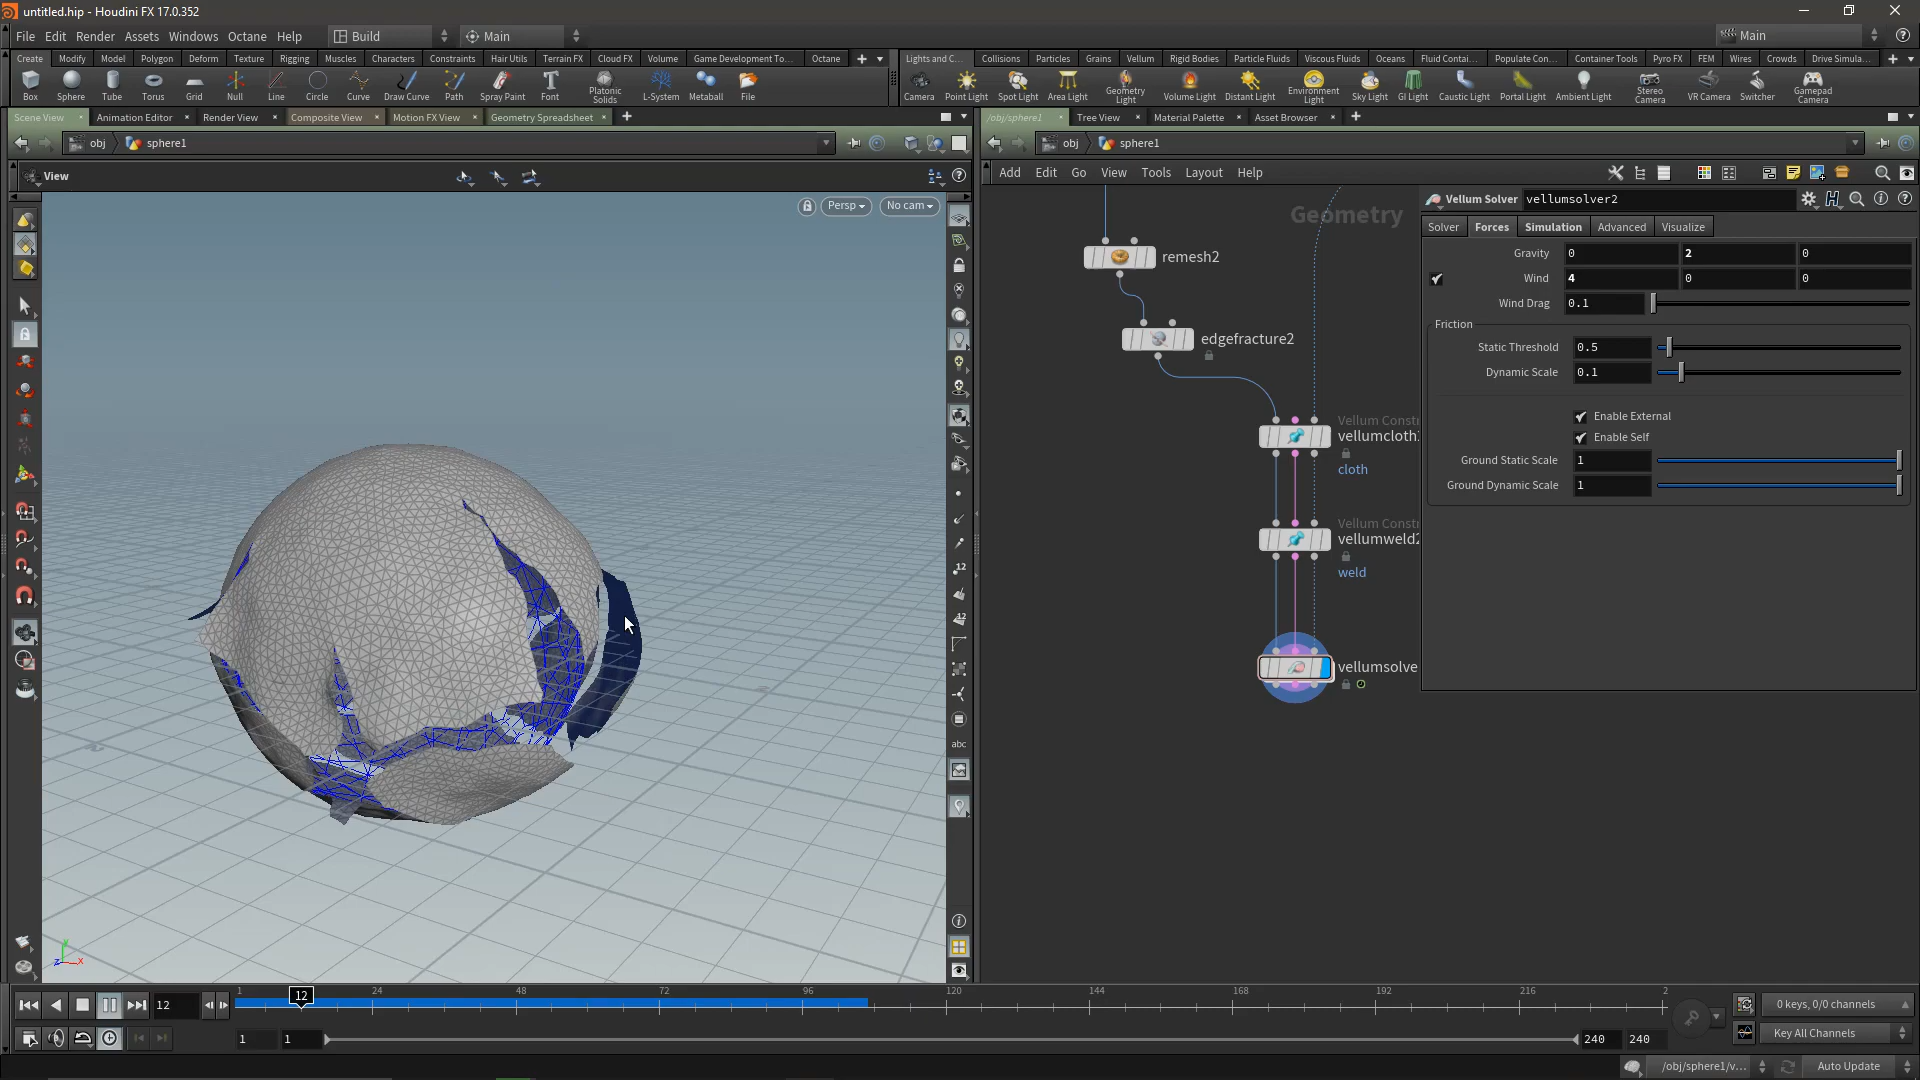 untitled.hip - Houdini FX 17.0.352
File Edit Render Assets Windows Octane Help Build Main Main
Create Modify Model Polygon Deform Texture Rigging Muscles Characters Constraints Hair Utils Terrain FX Cloud FX Volume Game Development To... Octane
Lights and C... Collisions Particles Grains Vellum Rigid Bodies Particle Fluids Viscous Fluids Oceans Fluid Contai... Populate Con... Container Tools Pyro FX FEM Wires Crowds Drive Simula...
Box Sphere Tube Torus Grid Null Line Circle Curve Draw Curve Path Spray Paint Font Platonic Solids L-System Metaball File
Camera Point Light Spot Light Area Light Geometry Light Volume Light Distant Light Environment Light Sky Light GI Light Caustic Light Portal Light Ambient Light Stereo Camera VR Camera Switcher Gamepad Camera
Scene View Animation Editor Render View Composite View Motion FX View Geometry Spreadsheet
/obj/sphere1 Tree View Material Palette Asset Browser
obj sphere1
obj sphere1
View
Add Edit Go View Tools Layout Help
Persp No cam
Geometry
remesh2
edgefracture2
Vellum Constr
vellumcloth
cloth
Vellum Constr
vellumweld2
weld
vellumsolve
Vellum Solver vellumsolver2
Solver Forces Simulation Advanced Visualize
Gravity 0 2 0
Wind 4 0 0
Wind Drag 0.1
Friction
Static Threshold 0.5
Dynamic Scale 0.1
Enable External
Enable Self
Ground Static Scale 1
Ground Dynamic Scale 1
12
12
abc
y
z x
12 1 12 24 48 72 96 120 144 168 192 216 2
0 keys, 0/0 channels
1 1 240 240
Key All Channels
/obj/sphere1/v... Auto Update